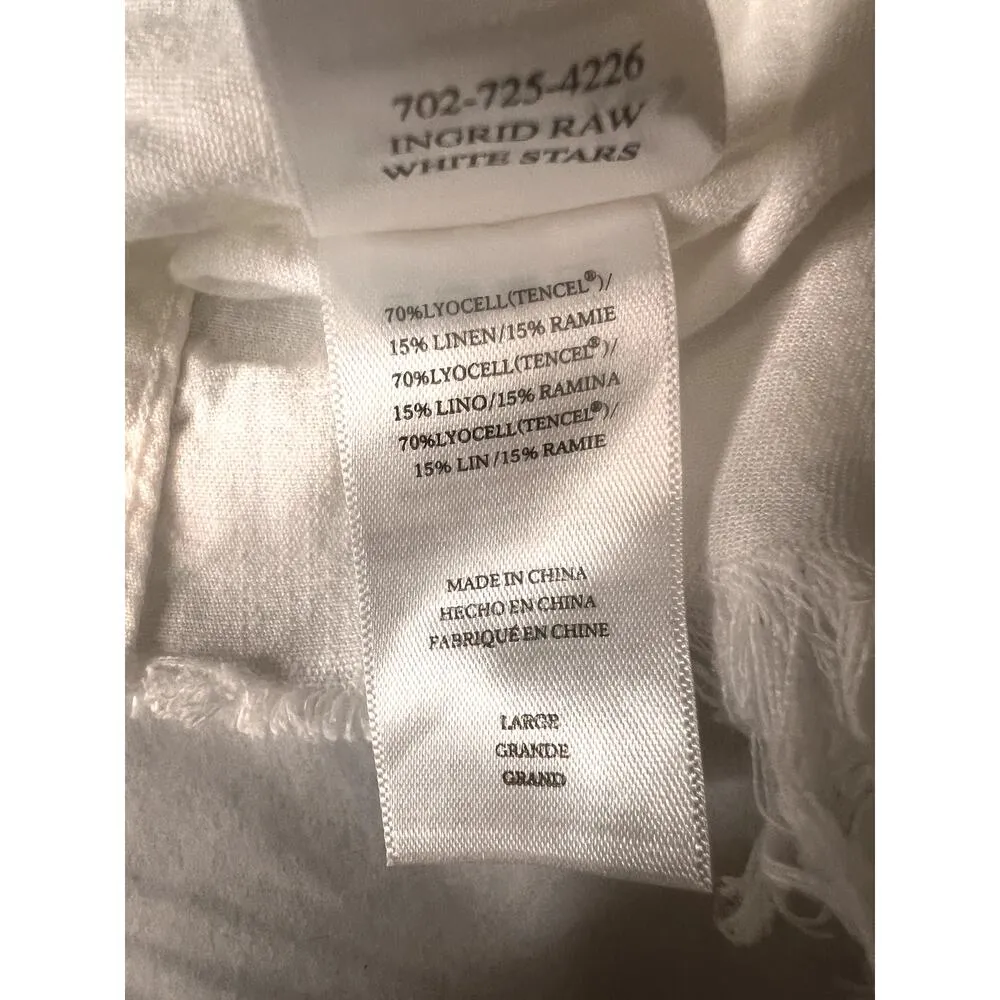 702-725-4226
INGRID RAW
WHITE STARS
70%LYOCELL(TENCEL®)/
15% LINEN/15% RAMIE
70%LYOCELL(TENCEL®)/
15% LINO/15% RAMINA
70%LYOCELL(TENCEL®)/
15% LIN/15% RAMIE
MADE IN CHINA
HECHO EN CHINA
FABRIQUÉ EN CHINE
LARGE
GRANDE
GRAND